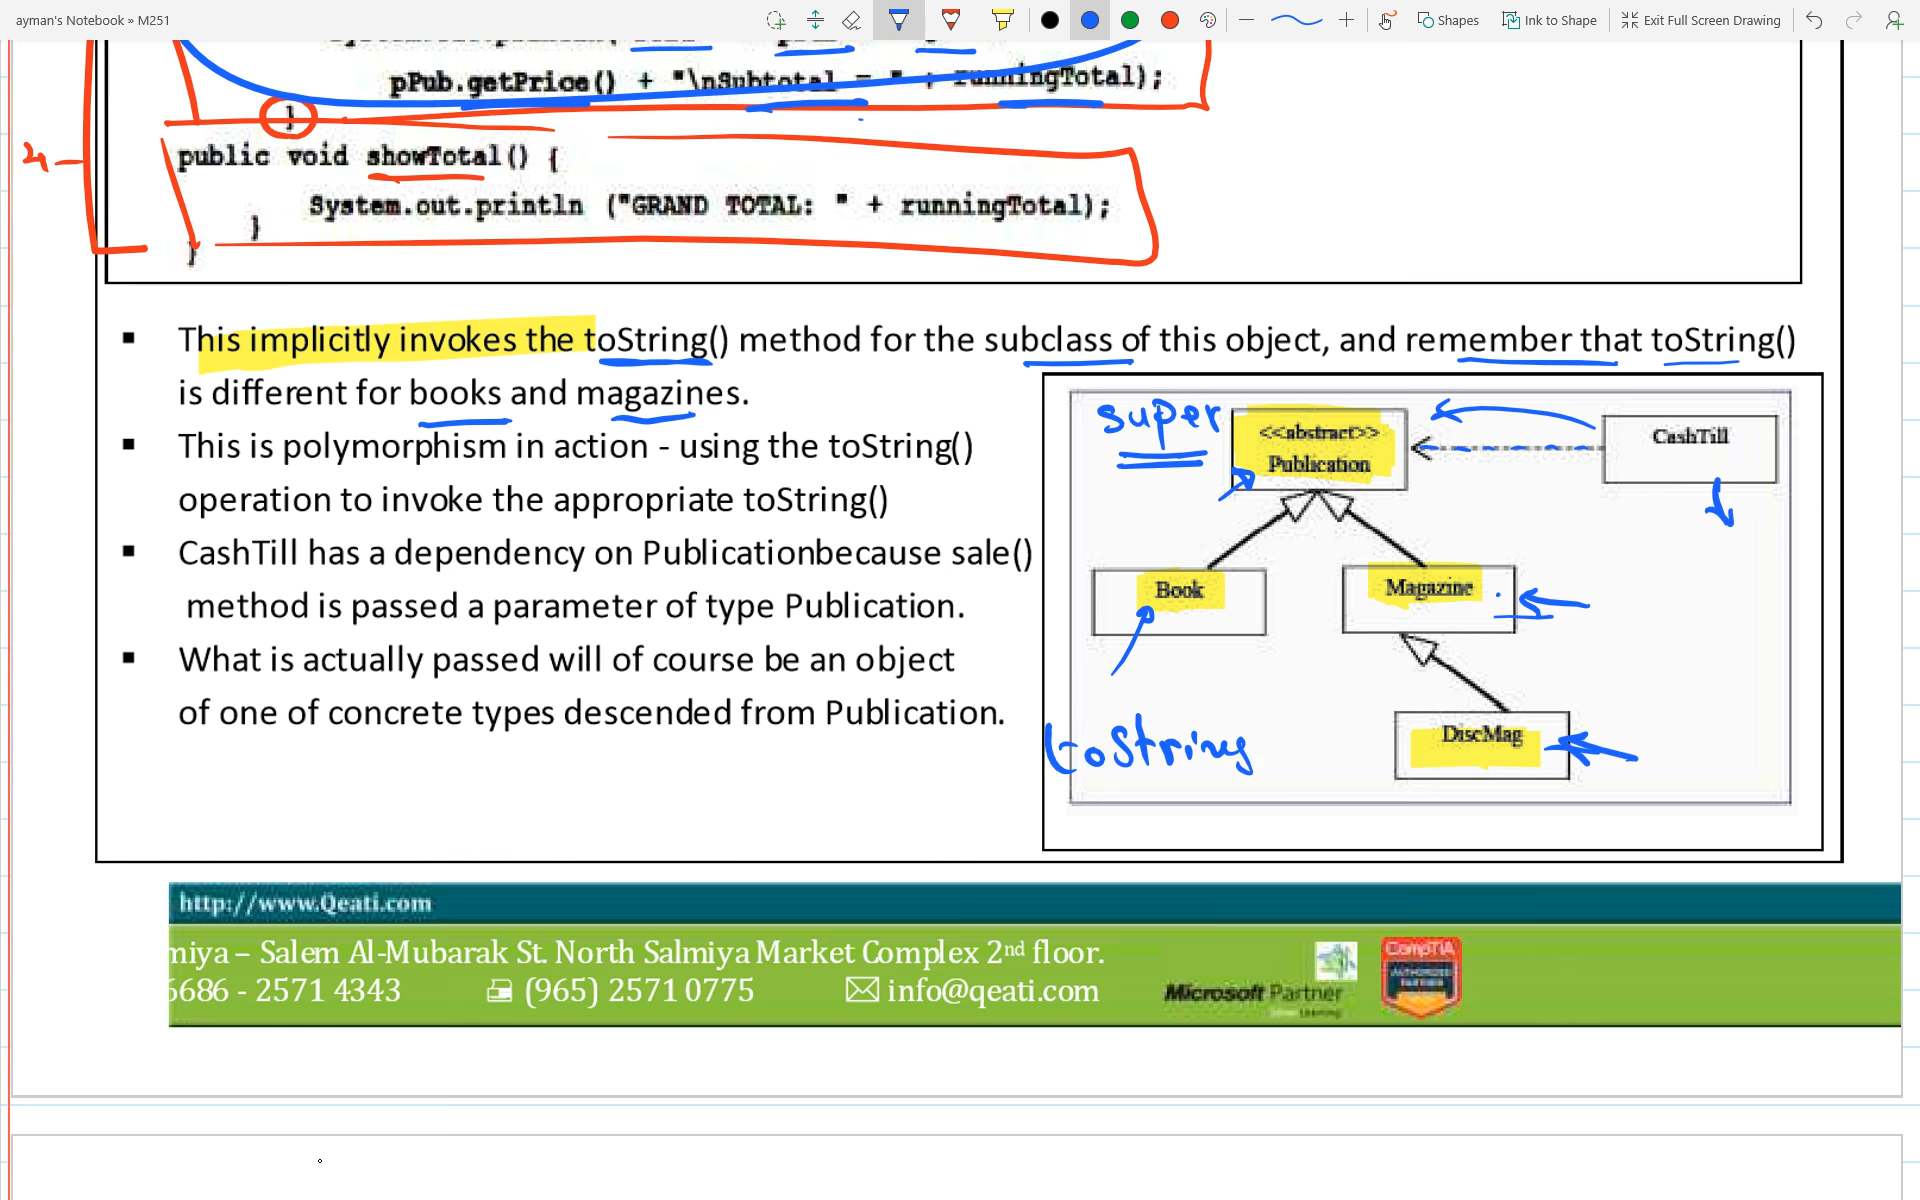 ayman's Notebook » M251
Shapes
Ink to Shape
Exit Full Screen Drawing
pPub.getPrice() + "\nSubtotal = " + runningTotal);
}
public void showTotal() {
System.out.println ("GRAND TOTAL: " + runningTotal);
}
}
▪ This implicitly invokes the toString() method for the subclass of this object, and remember that toString()
is different for books and magazines.
▪ This is polymorphism in action - using the toString()
operation to invoke the appropriate toString()
▪ CashTill has a dependency on Publicationbecause sale()
method is passed a parameter of type Publication.
▪ What is actually passed will of course be an object
of one of concrete types descended from Publication.
super
<<abstract>>
Publication
CashTill
Book
Magazine
DiscMag
toString
http://www.Qeati.com
miya – Salem Al-Mubarak St. North Salmiya Market Complex 2nd floor.
6686 - 2571 4343 (965) 2571 0775 info@qeati.com
Microsoft Partner
Learning
CompTIA
AUTHORIZED
PARTNER